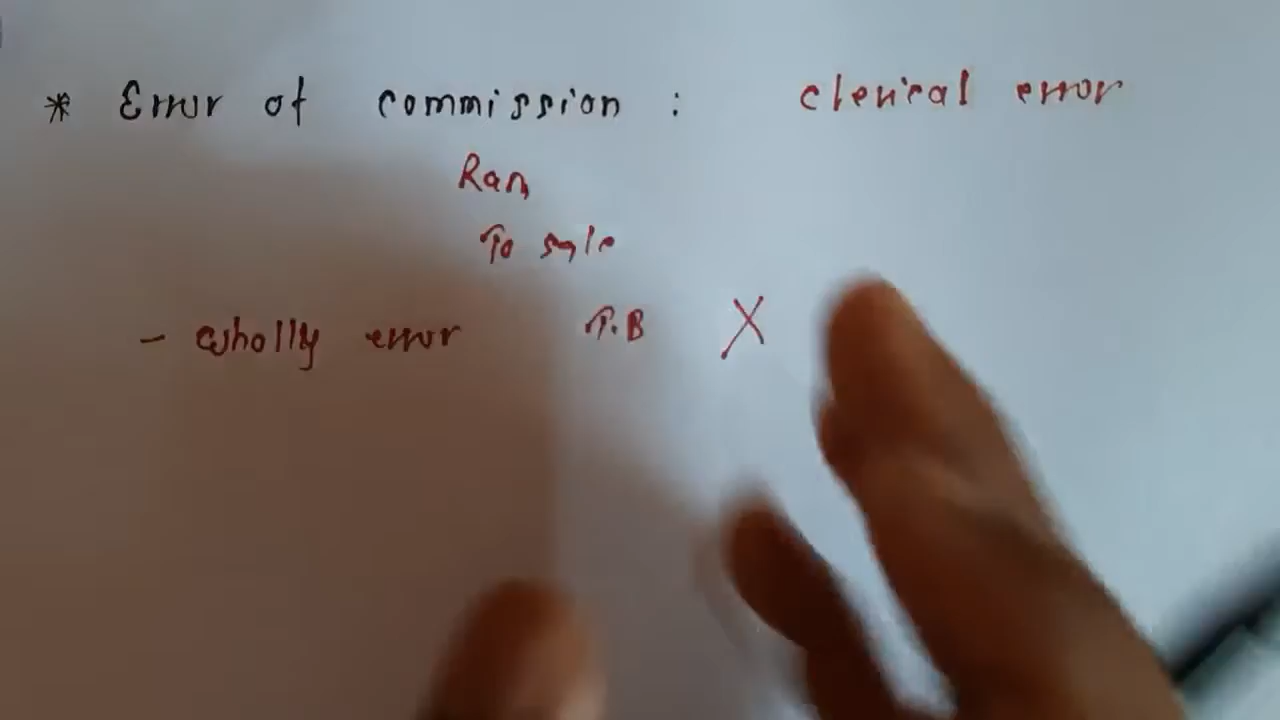 * Error of commission : clerical error
Ram
To sale
- wholly error T.B X